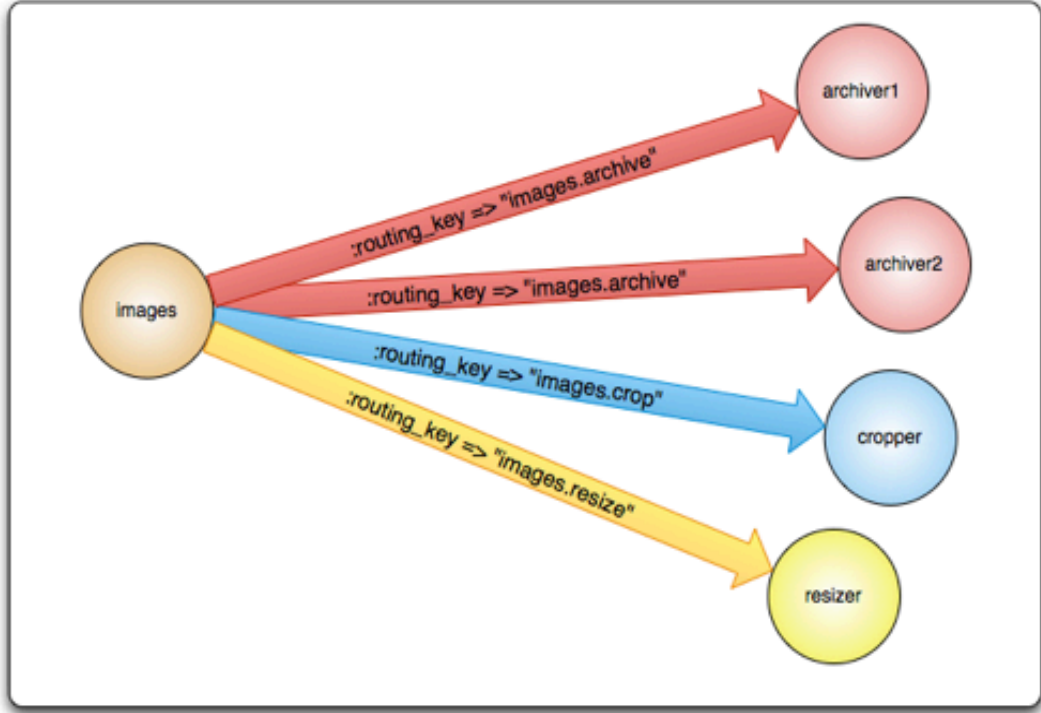 archiver1
:routing_key => "images.archive"
archiver2
:routing_key => "images.archive"
images
:routing_key => "images.crop"
cropper
:routing_key => "images.resize"
resizer